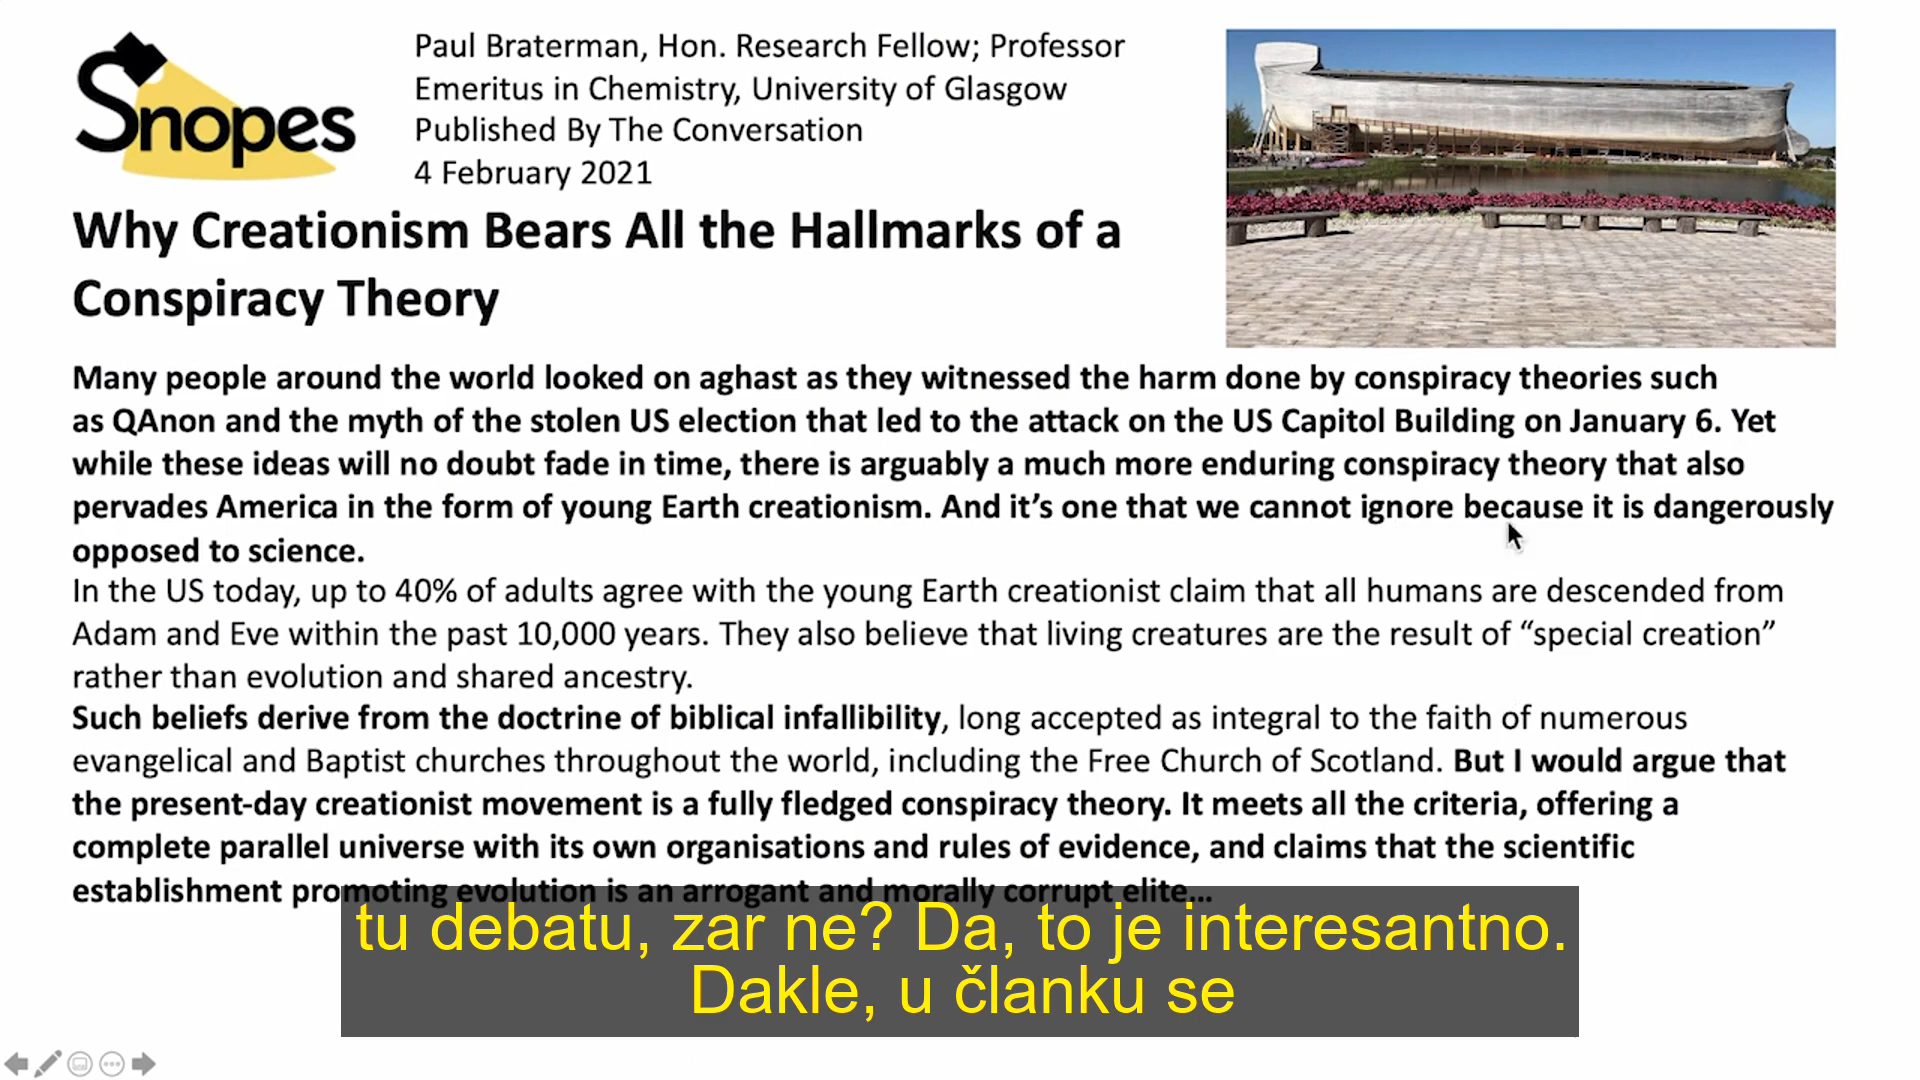 Snopes
Paul Braterman, Hon. Research Fellow; Professor
Emeritus in Chemistry, University of Glasgow
Published By The Conversation
4 February 2021
Why Creationism Bears All the Hallmarks of a
Conspiracy Theory
Many people around the world looked on aghast as they witnessed the harm done by conspiracy theories such
as QAnon and the myth of the stolen US election that led to the attack on the US Capitol Building on January 6. Yet
while these ideas will no doubt fade in time, there is arguably a much more enduring conspiracy theory that also
pervades America in the form of young Earth creationism. And it’s one that we cannot ignore because it is dangerously
opposed to science.
In the US today, up to 40% of adults agree with the young Earth creationist claim that all humans are descended from
Adam and Eve within the past 10,000 years. They also believe that living creatures are the result of “special creation”
rather than evolution and shared ancestry.
Such beliefs derive from the doctrine of biblical infallibility, long accepted as integral to the faith of numerous
evangelical and Baptist churches throughout the world, including the Free Church of Scotland. But I would argue that
the present-day creationist movement is a fully fledged conspiracy theory. It meets all the criteria, offering a
complete parallel universe with its own organisations and rules of evidence, and claims that the scientific
establishment promoting evolution is an arrogant and morally corrupt elite…
tu debatu, zar ne? Da, to je interesantno.
Dakle, u članku se